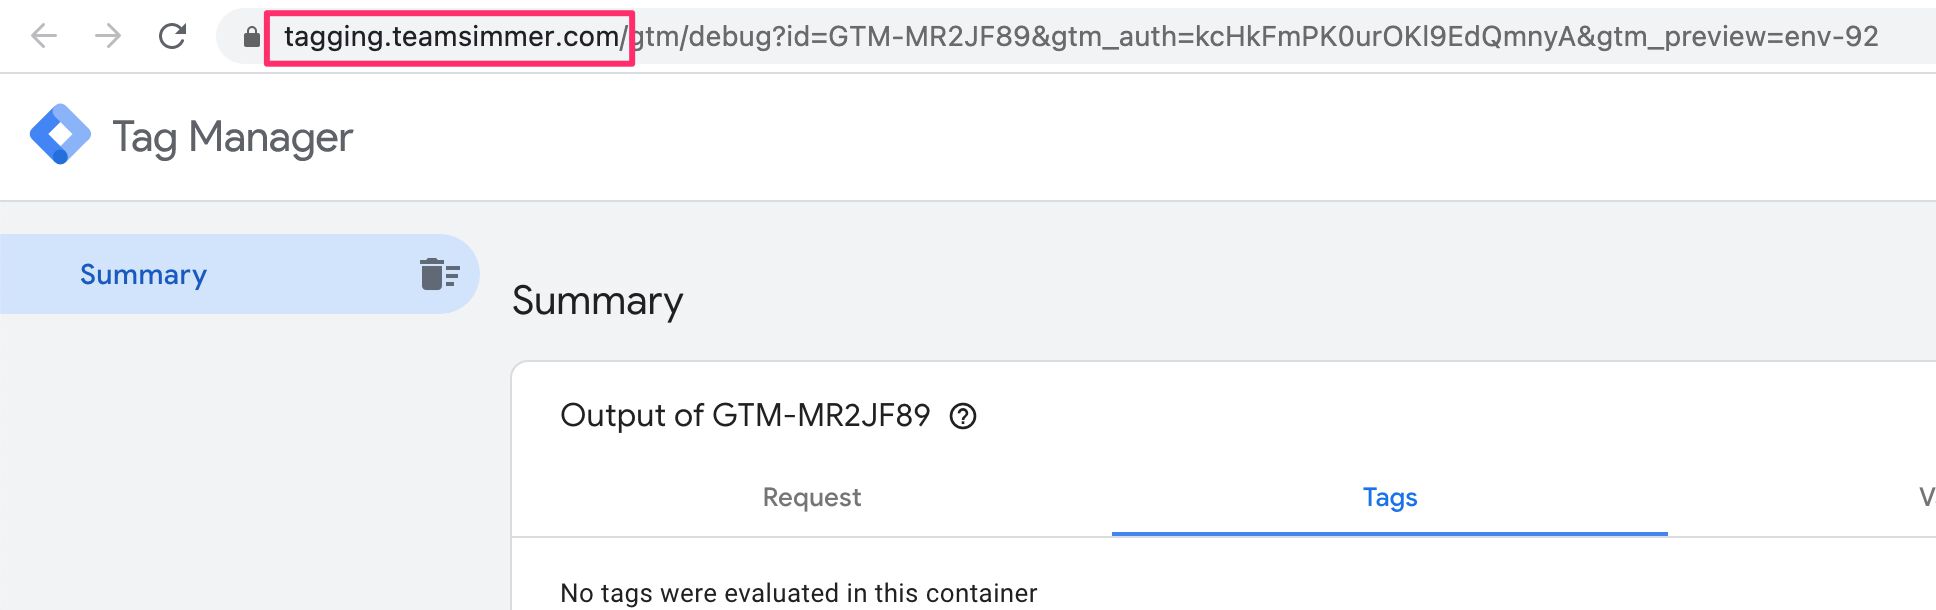 tagging.teamsimmer.com/gtm/debug?id=GTM-MR2JF89&gtm_auth=kcHkFmPK0urOKl9EdQmnyA&gtm_preview=env-92
Tag Manager
Summary
Summary
Output of GTM-MR2JF89
Request Tags
No tags were evaluated in this container